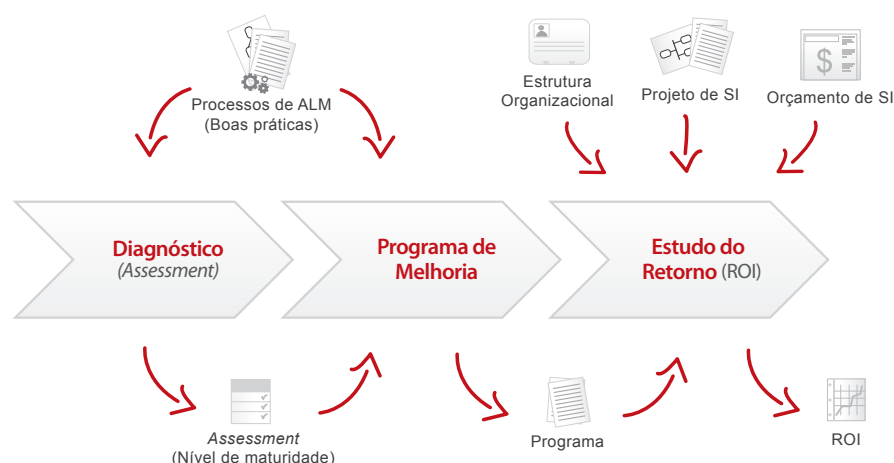 Processos de ALM
(Boas práticas)
Estrutura
Organizacional
Projeto de SI
$
Orçamento de SI
Diagnóstico
(Assessment)
Programa de
Melhoria
Estudo do
Retorno (ROI)
Assessment
(Nível de maturidade)
Programa
ROI